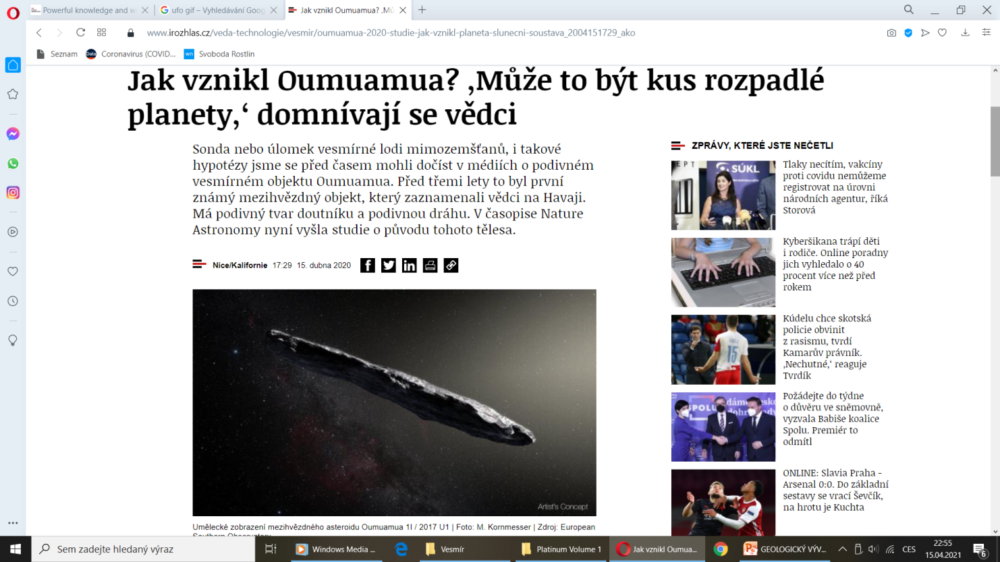 Powerful knowledge and w
ufo gif – Vyhledávání Goog
Jak vznikl Oumuamua? ‚Mů
www.irozhlas.cz/veda-technologie/vesmir/oumuamua-2020-studie-jak-vznikl-planeta-slunecni-soustava_2004151729_ako
Seznam
Coronavirus (COVID...
Svoboda Rostlin
Jak vznikl Oumuamua? ‚Může to být kus rozpadlé
planety,‘ domnívají se vědci
Sonda nebo úlomek vesmírné lodi mimozemšťanů, i takové
hypotézy jsme se před časem mohli dočíst v médiích o podivném
vesmírném objektu Oumuamua. Před třemi lety to byl první
známý mezihvězdný objekt, který zaznamenali vědci na Havaji.
Má podivný tvar doutníku a podivnou dráhu. V časopise Nature
Astronomy nyní vyšla studie o původu tohoto tělesa.
Nice/Kalifornie 17:29 15. dubna 2020
Artist's Concept
Umělecké zobrazení mezihvězdného asteroidu Oumuamua 1I / 2017 U1 | Foto: M. Kornmesser | Zdroj: European
Southern Observatory
ZPRÁVY, KTERÉ JSTE NEČETLI
SÚKL
Tlaky necítím, vakcíny
proti covidu nemůžeme
registrovat na úrovni
národních agentur, říká
Storová
Kyberšikana trápí děti
i rodiče. Online poradny
jich vyhledalo o 40
procent více než před
rokem
15
Kúdelu chce skotská
policie obvinit
z rasismu, tvrdí
Kamarův právník.
‚Nechutné,‘ reaguje
Tvrdík
SPOLU
Požádejte do týdne
o důvěru ve sněmovně,
vyzvala Babiše koalice
Spolu. Premiér to
odmítl
ONLINE: Slavia Praha -
Arsenal 0:0. Do základní
sestavy se vrací Ševčík,
na hrotu je Kuchta
Sem zadejte hledaný výraz
Windows Media ...
Vesmír
Platinum Volume 1
Jak vznikl Oumua...
GEOLOGICKÝ VÝV...
CES
22:55
15.04.2021
6